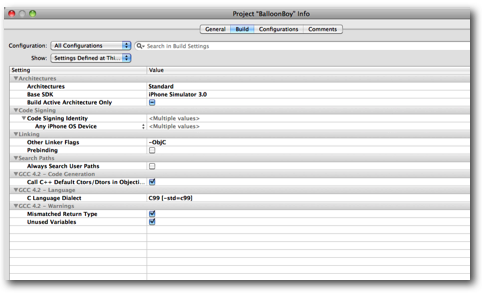 Project "BalloonBoy" Info
General Build Configurations Comments
Configuration: All Configurations Search in Build Settings
Show: Settings Defined at Thi...
Setting Value
Architectures
Architectures Standard
Base SDK iPhone Simulator 3.0
Build Active Architecture Only
Code Signing
Code Signing Identity <Multiple values>
Any iPhone OS Device <Multiple values>
Linking
Other Linker Flags -ObjC
Prebinding
Search Paths
Always Search User Paths
GCC 4.2 - Code Generation
Call C++ Default Ctors/Dtors in Objecti...
GCC 4.2 - Language
C Language Dialect C99 [-std=c99]
GCC 4.2 - Warnings
Mismatched Return Type
Unused Variables